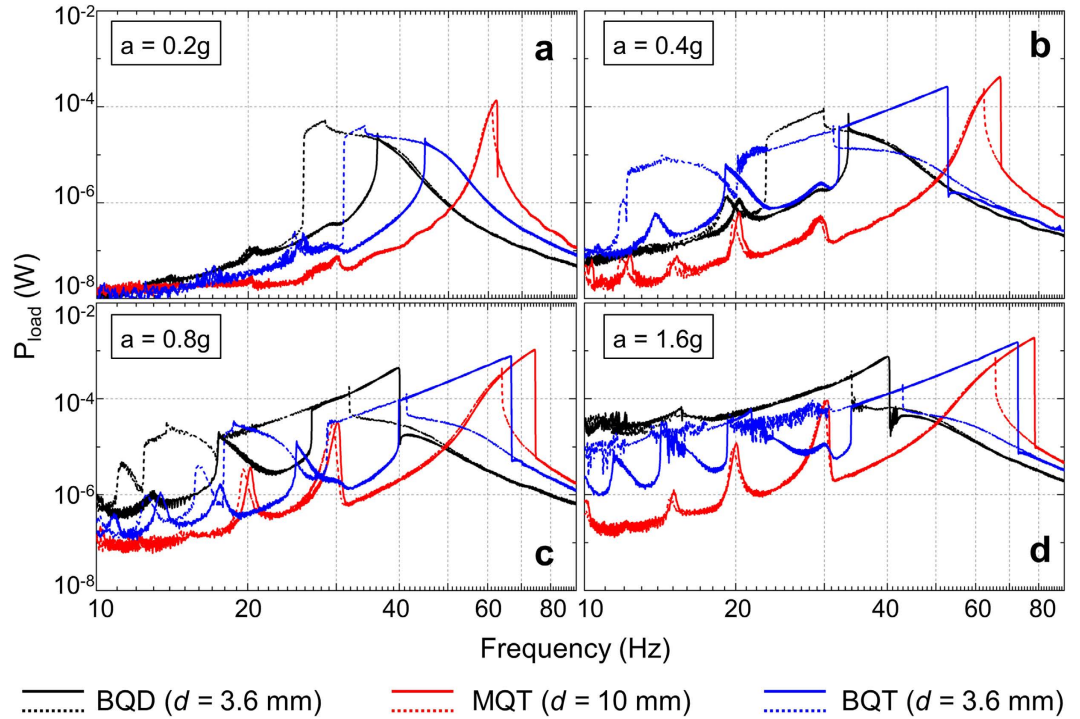 10⁻²
a = 0.2g
a
a = 0.4g
b
10⁻⁴
10⁻⁶
10⁻⁸
10⁻²
a = 0.8g
c
a = 1.6g
d
10⁻⁴
10⁻⁶
10⁻⁸
P_load (W)
10 20 40 60 80 10 20 40 60 80
Frequency (Hz)
BQD (d = 3.6 mm) MQT (d = 10 mm) BQT (d = 3.6 mm)